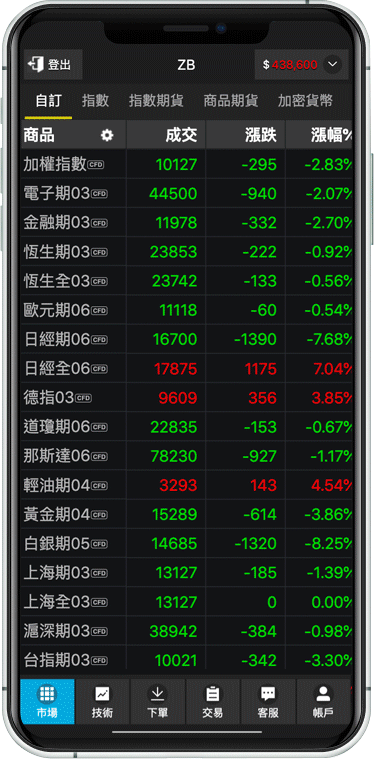 登出 ZB $ 438,600
自訂 指數 指數期貨 商品期貨 加密貨幣
商品 成交 漲跌 漲幅%
加權指數 CFD 10127 -295 -2.83%
電子期03 CFD 44500 -940 -2.07%
金融期03 CFD 11978 -332 -2.70%
恆生期03 CFD 23853 -222 -0.92%
恆生全03 CFD 23742 -133 -0.56%
歐元期06 CFD 11118 -60 -0.54%
日經期06 CFD 16700 -1390 -7.68%
日經全06 CFD 17875 1175 7.04%
德指03 CFD 9609 356 3.85%
道瓊期06 CFD 22835 -153 -0.67%
那斯達06 CFD 78230 -927 -1.17%
輕油期04 CFD 3293 143 4.54%
黃金期04 CFD 15289 -614 -3.86%
白銀期05 CFD 14685 -1320 -8.25%
上海期03 CFD 13127 -185 -1.39%
上海全03 CFD 13127 0 0.00%
滬深期03 CFD 38942 -384 -0.98%
台指期03 CFD 10021 -342 -3.30%
市場 技術 下單 交易 客服 帳戶